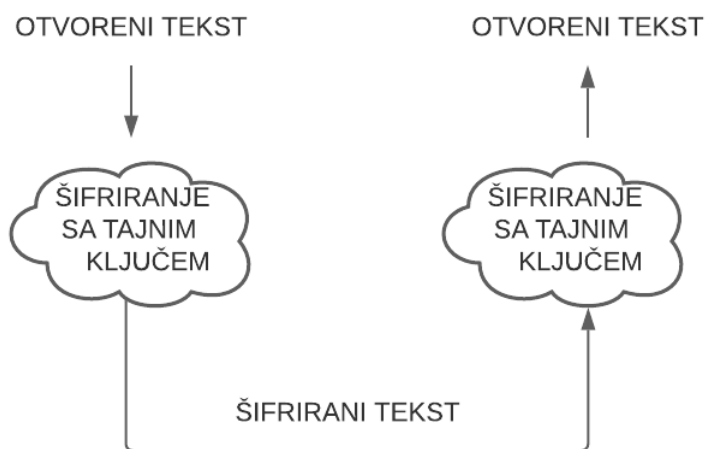 OTVORENI TEKST
OTVORENI TEKST
ŠIFRIRANJE
SA TAJNIM
KLJUČEM
ŠIFRIRANJE
SA TAJNIM
KLJUČEM
ŠIFRIRANI TEKST